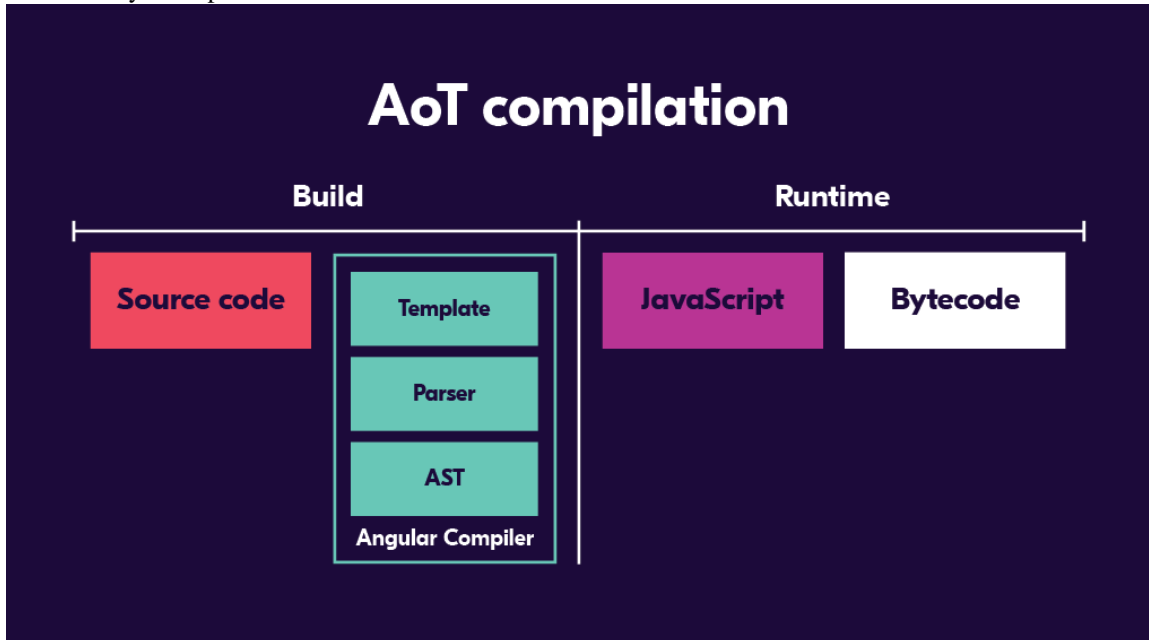 AoT compilation
Build
Runtime
Source code
Template
Parser
AST
Angular Compiler
JavaScript
Bytecode